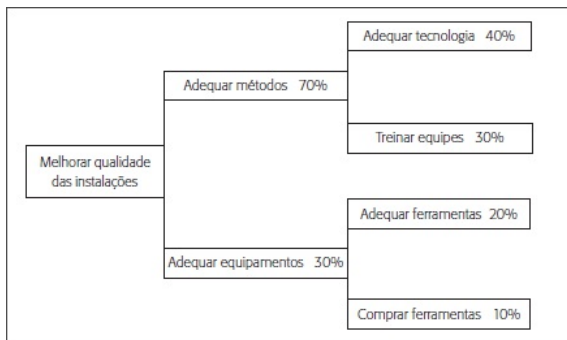 Adequar tecnologia 40%
Adequar métodos 70%
Treinar equipes 30%
Melhorar qualidade
das instalações
Adequar ferramentas 20%
Adequar equipamentos 30%
Comprar ferramentas 10%